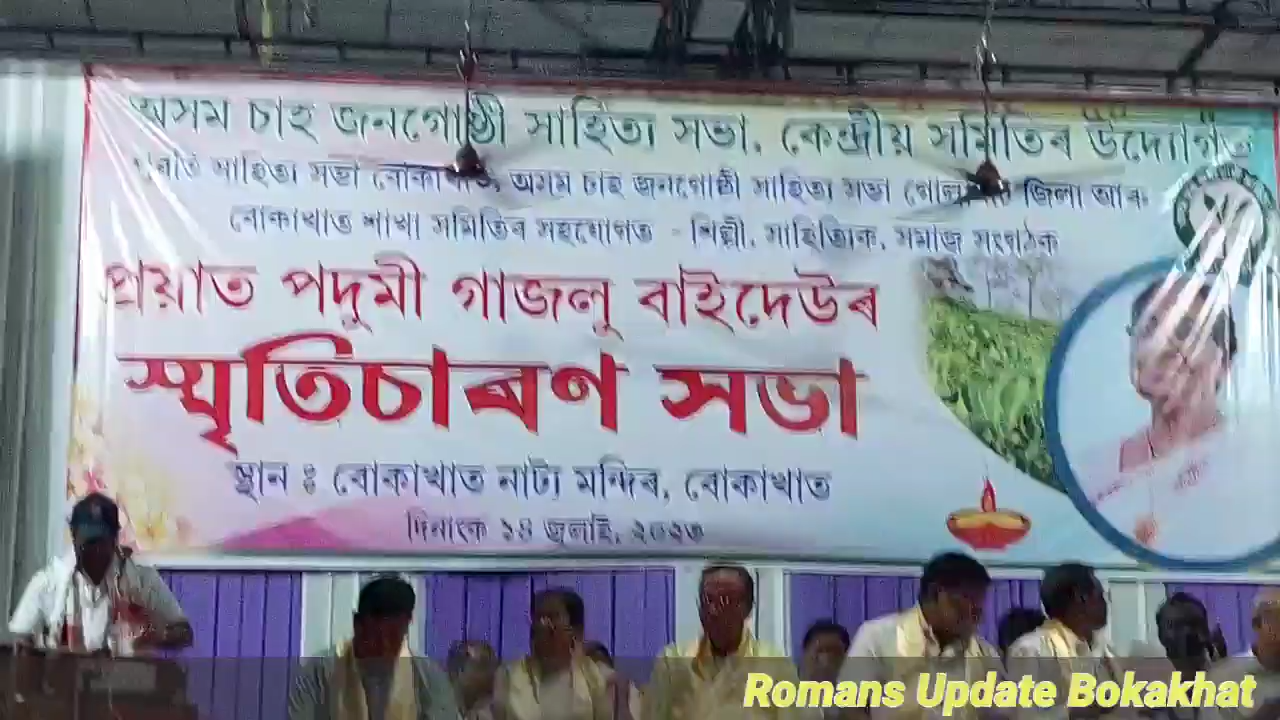 অসম চাহ জনগোষ্ঠী সাহিত্য সভা, কেন্দ্ৰীয় সমিতিৰ উদ্যোগত
সাহিত্য সভা বোকাখাত, অসম চাহ জনগোষ্ঠী সাহিত্য সভা জিলা আৰু
বোকাখাত শাখা সমিতিৰ সহযোগত - শিল্পী, সাহিত্যিক, সমাজ সংগঠক
প্ৰয়াত পদুমী গাজলু বাইদেউৰ
স্মৃতিচাৰণ সভা
স্থান ঃ বোকাখাত নাট্য মন্দিৰ, বোকাখাত
দিনাংক ১৪ জুলাই, ২০২৩
Romans Update Bokakhat